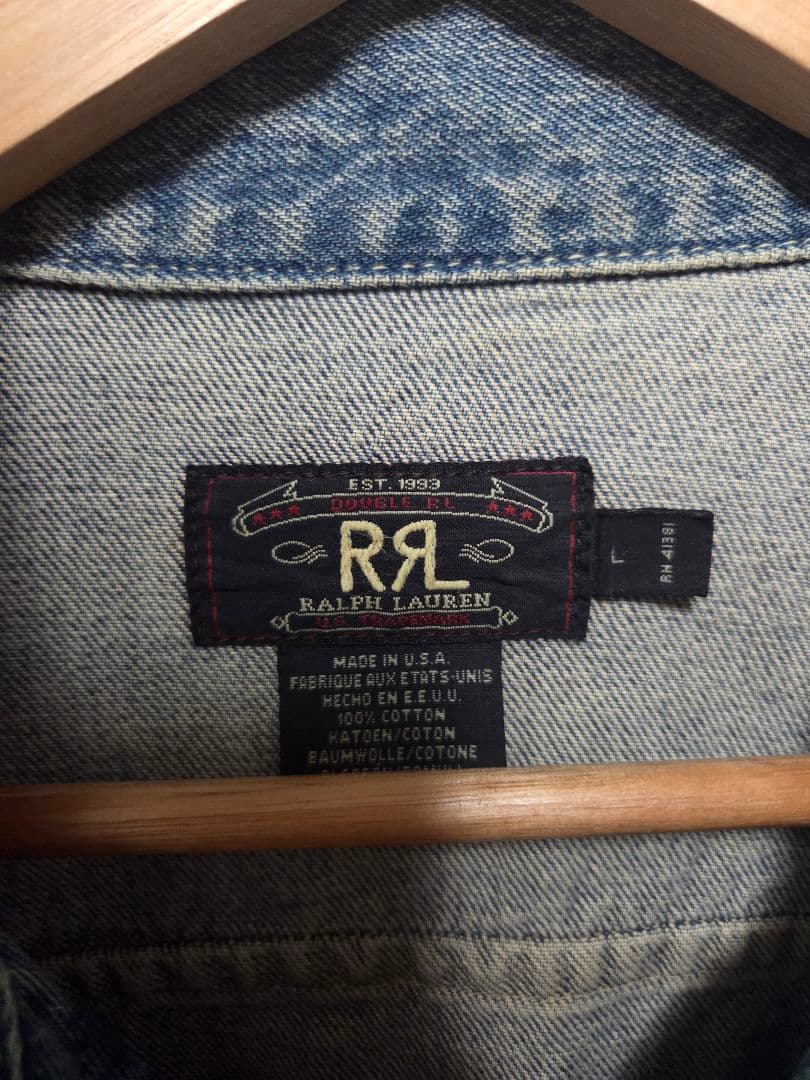 EST. 1993
DOUBLE RL
RRL
RALPH LAUREN
U.S. TRADEMARK
L
RN 41381
MADE IN U.S.A.
FABRIQUE AUX ETATS-UNIS
HECHO EN E.E.U.U.
100% COTTON
KATOEN/COTON
BAUMWOLLE/COTONE